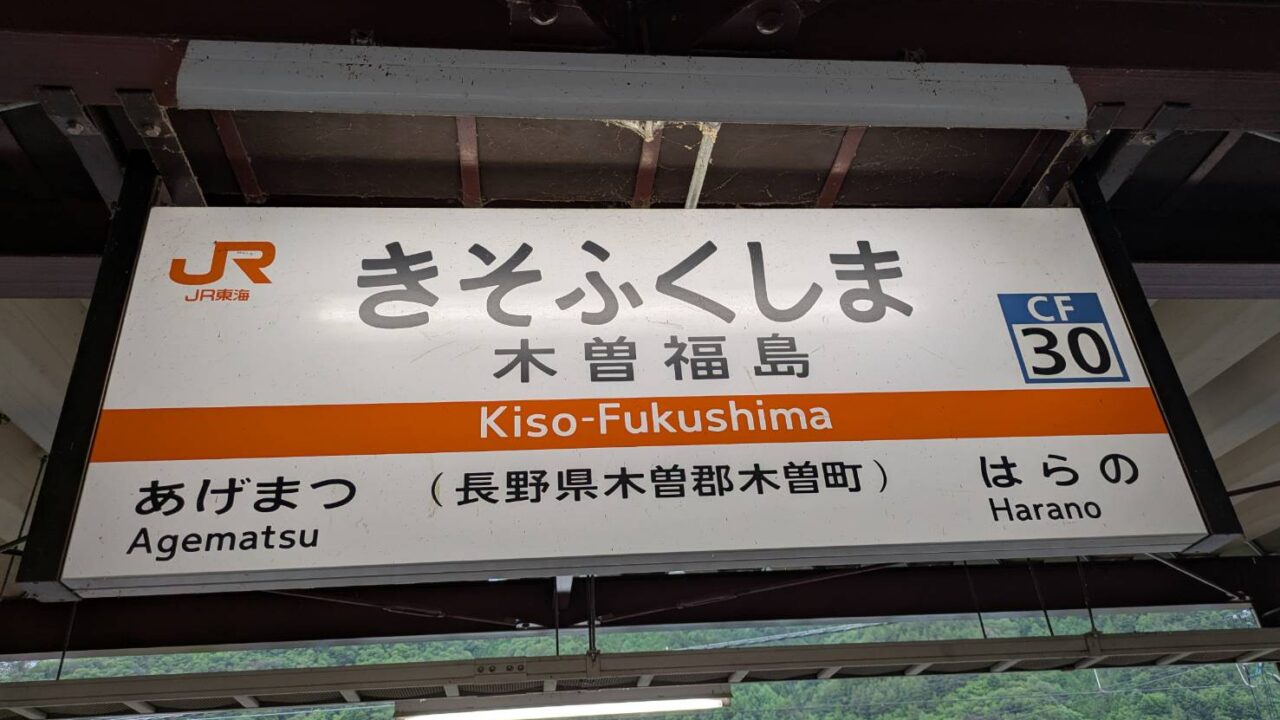 JR
JR東海
きそふくしま
木曽福島
CF
30
Kiso-Fukushima
あげまつ
Agematsu
（長野県木曽郡木曽町）
はらの
Harano